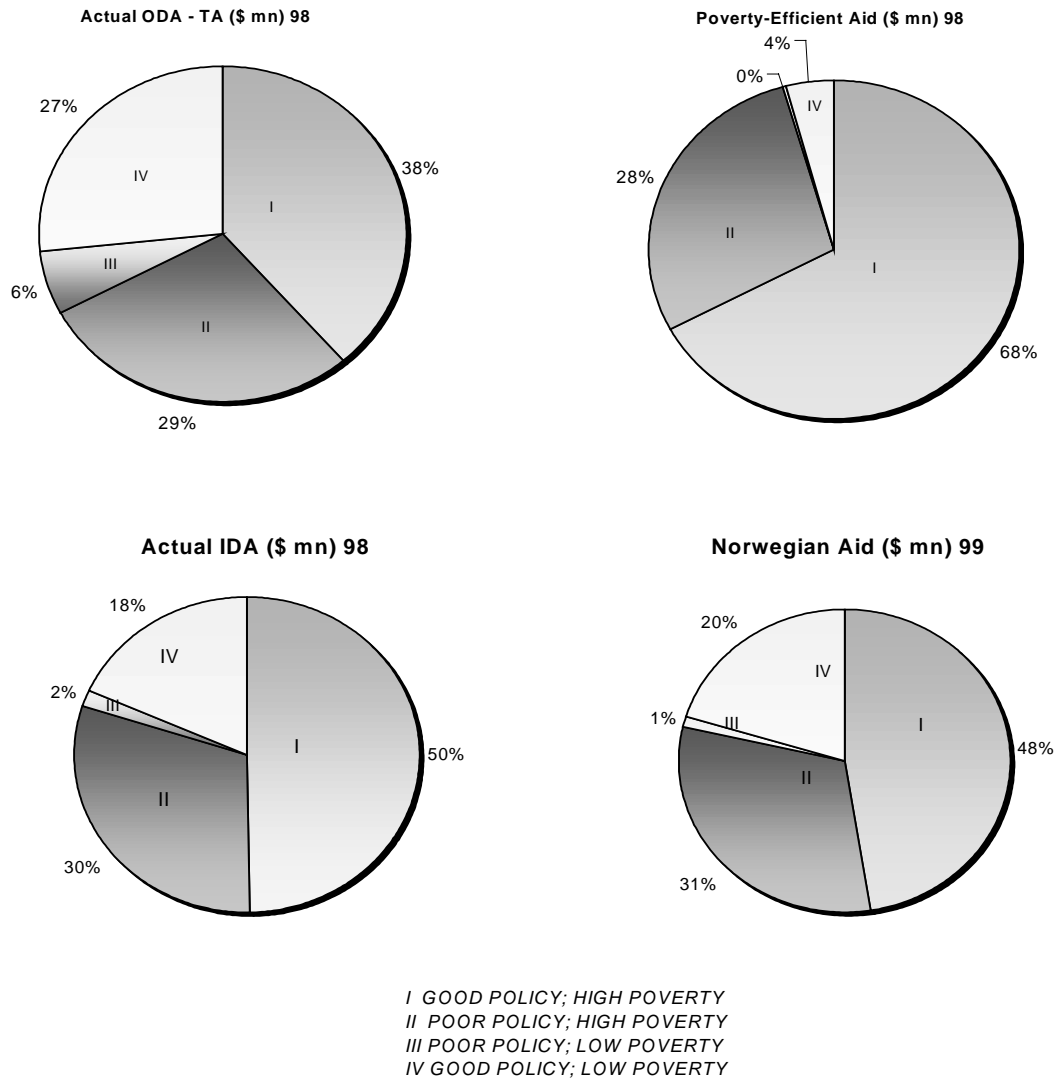 Actual ODA - TA ($ mn) 98
27%
38%
IV
I
III
6%
II
29%
Poverty-Efficient Aid ($ mn) 98
4%
0%
IV
28%
II
I
68%
Actual IDA ($ mn) 98
18%
IV
2%
III
I
50%
II
30%
Norwegian Aid ($ mn) 99
20%
IV
1%
III
I
48%
II
31%
I GOOD POLICY; HIGH POVERTY
II POOR POLICY; HIGH POVERTY
III POOR POLICY; LOW POVERTY
IV GOOD POLICY; LOW POVERTY